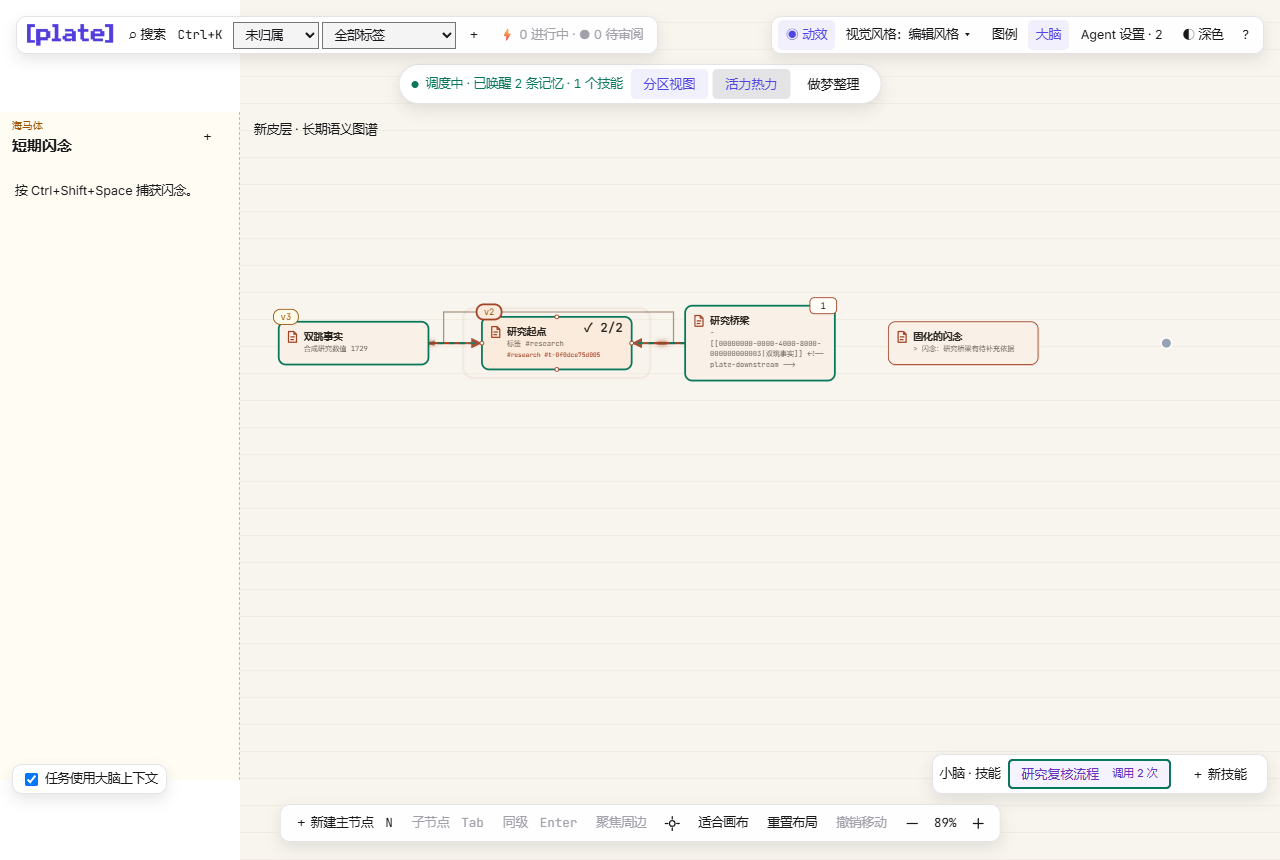 [plate] 搜索 Ctrl+K 未归属 全部标签 + 0 进行中 · 0 待审阅
动效 视觉风格：编辑风格 图例 大脑 Agent 设置 · 2 深色 ?
调度中 · 已唤醒 2 条记忆 · 1 个技能 分区视图 活力热力 做梦整理
海马体
短期闪念 +
按 Ctrl+Shift+Space 捕获闪念。
新皮层 · 长期语义图谱
v3
双跳事实
合成研究数值 1729
v2
研究起点 ✓ 2/2
标签 #research
#research #t-0f0dce75d005
1
研究桥梁
-
[[00000000-0000-4000-8000-
000000000003|双跳事实]] <!--
plate-downstream -->
固化的闪念
> 闪念：研究桥梁有待补充依据
任务使用大脑上下文
小脑 · 技能 研究复核流程 调用 2 次 + 新技能
+ 新建主节点 N 子节点 Tab 同级 Enter 聚焦周边 适合画布 重置布局 撤销移动 — 89% +